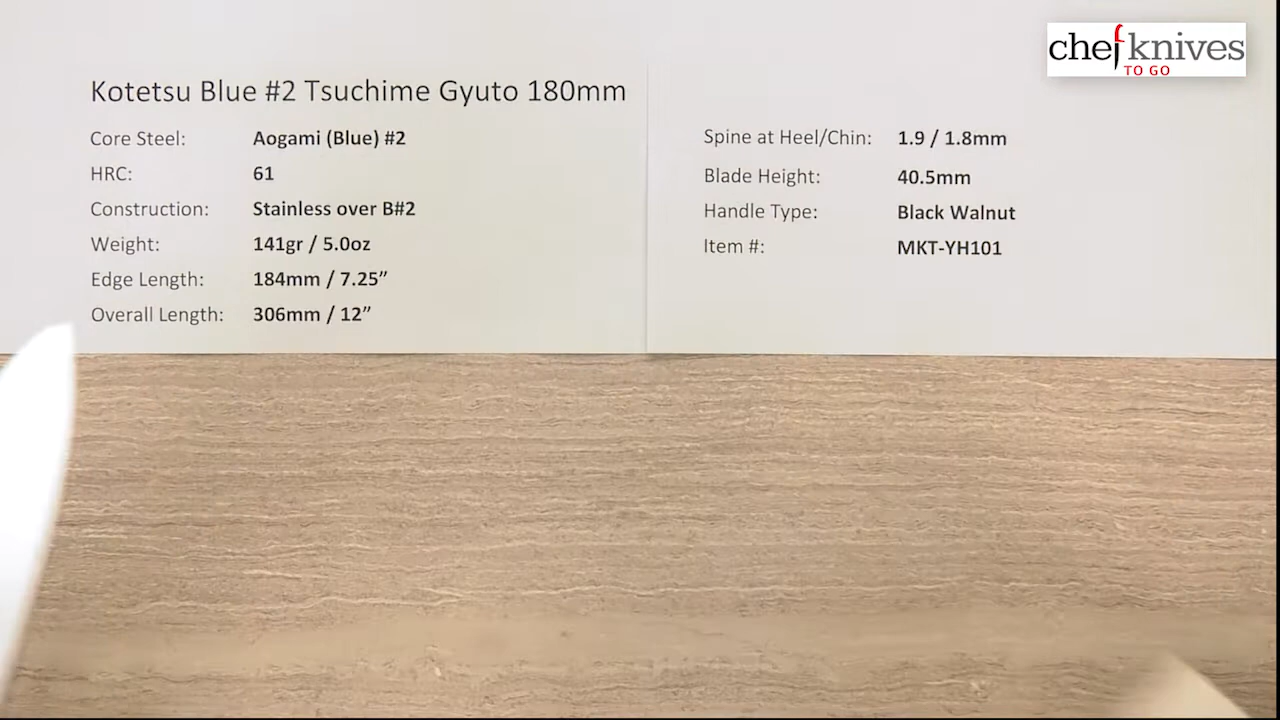 chef knives
TO GO
Kotetsu Blue #2 Tsuchime Gyuto 180mm
Core Steel: Aogami (Blue) #2
HRC: 61
Construction: Stainless over B#2
Weight: 141gr / 5.0oz
Edge Length: 184mm / 7.25”
Overall Length: 306mm / 12”
Spine at Heel/Chin: 1.9 / 1.8mm
Blade Height: 40.5mm
Handle Type: Black Walnut
Item #: MKT-YH101